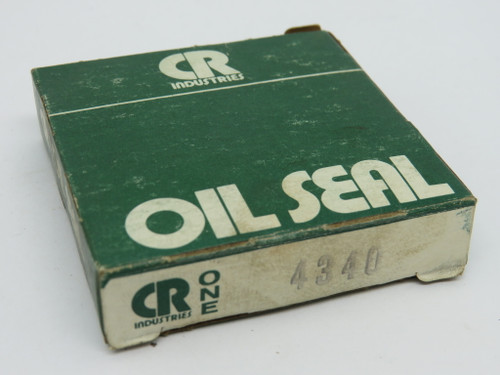 CR
INDUSTRIES
OIL SEAL
CR
INDUSTRIES
ONE
4340